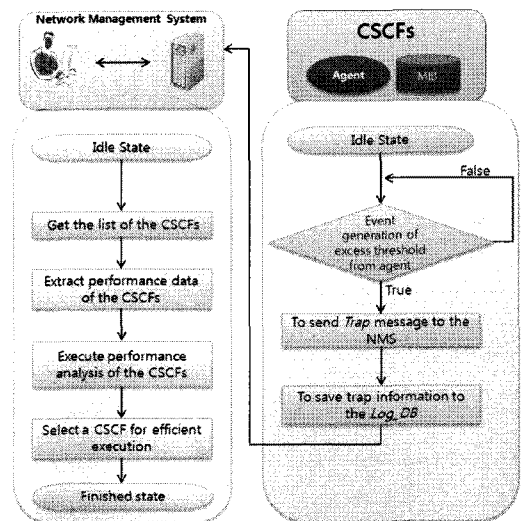 Network Management System
Idle State
Get the list of the CSCFs
Extract performance data
of the CSCFs
Execute performance
analysis of the CSCFs
Select a CSCF for efficient
execution
Finished state
CSCFs
Agent
MIB
Idle State
False
Event
generation of
excess threshold
from agent
True
To send Trap message to the
NMS
To save trap information to
the Log_DB